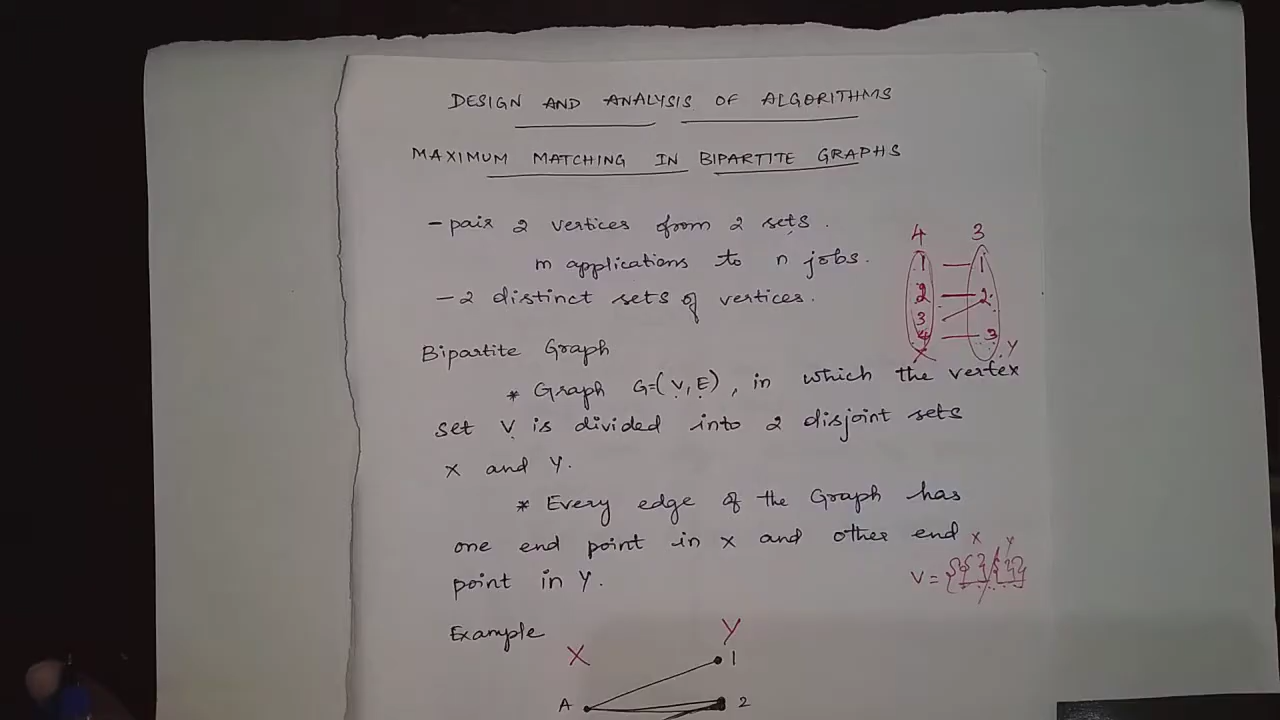 DESIGN AND ANALYSIS OF ALGORITHMS
MAXIMUM MATCHING IN BIPARTITE GRAPHS
- pair 2 vertices from 2 sets.
m applications to n jobs.
- 2 distinct sets of vertices.
4 3
1 1
2 2
3
4 3
X Y
Bipartite Graph
* Graph G=(V,E), in which the vertex
set V is divided into 2 disjoint sets
X and Y.
* Every edge of the Graph has
one end point in X and other end
point in Y.
X Y
V = {{ } { }}
Example
X Y
1
A 2